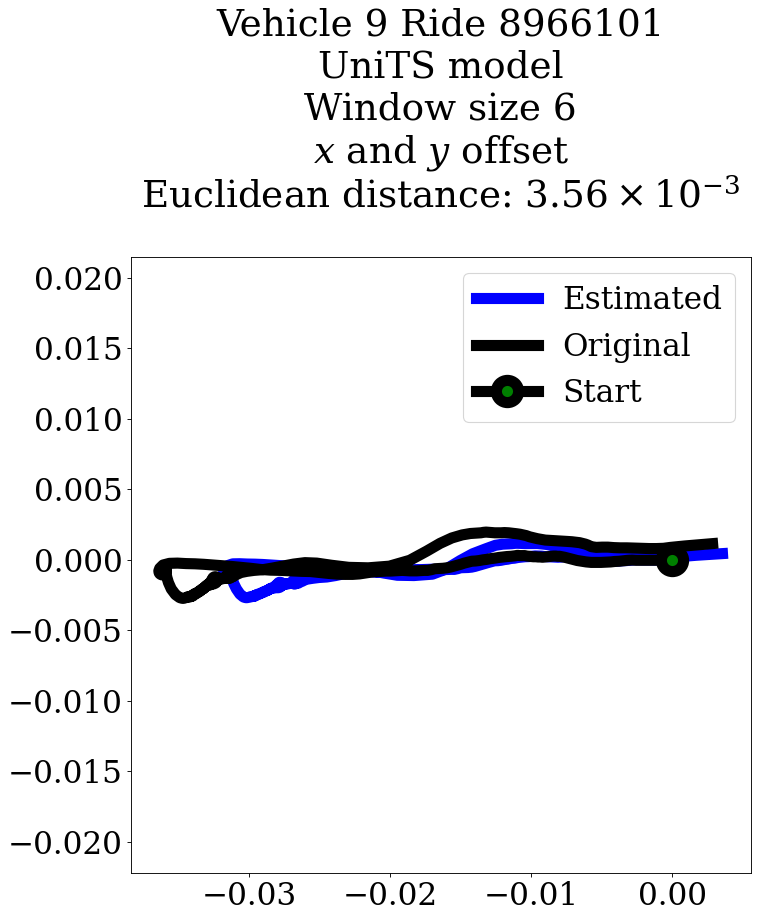 Vehicle 9 Ride 8966101
UniTS model
Window size 6
x and y offset
Euclidean distance: 3.56 × 10⁻³
Estimated
Original
Start
0.020
0.015
0.010
0.005
0.000
−0.005
−0.010
−0.015
−0.020
−0.03 −0.02 −0.01 0.00